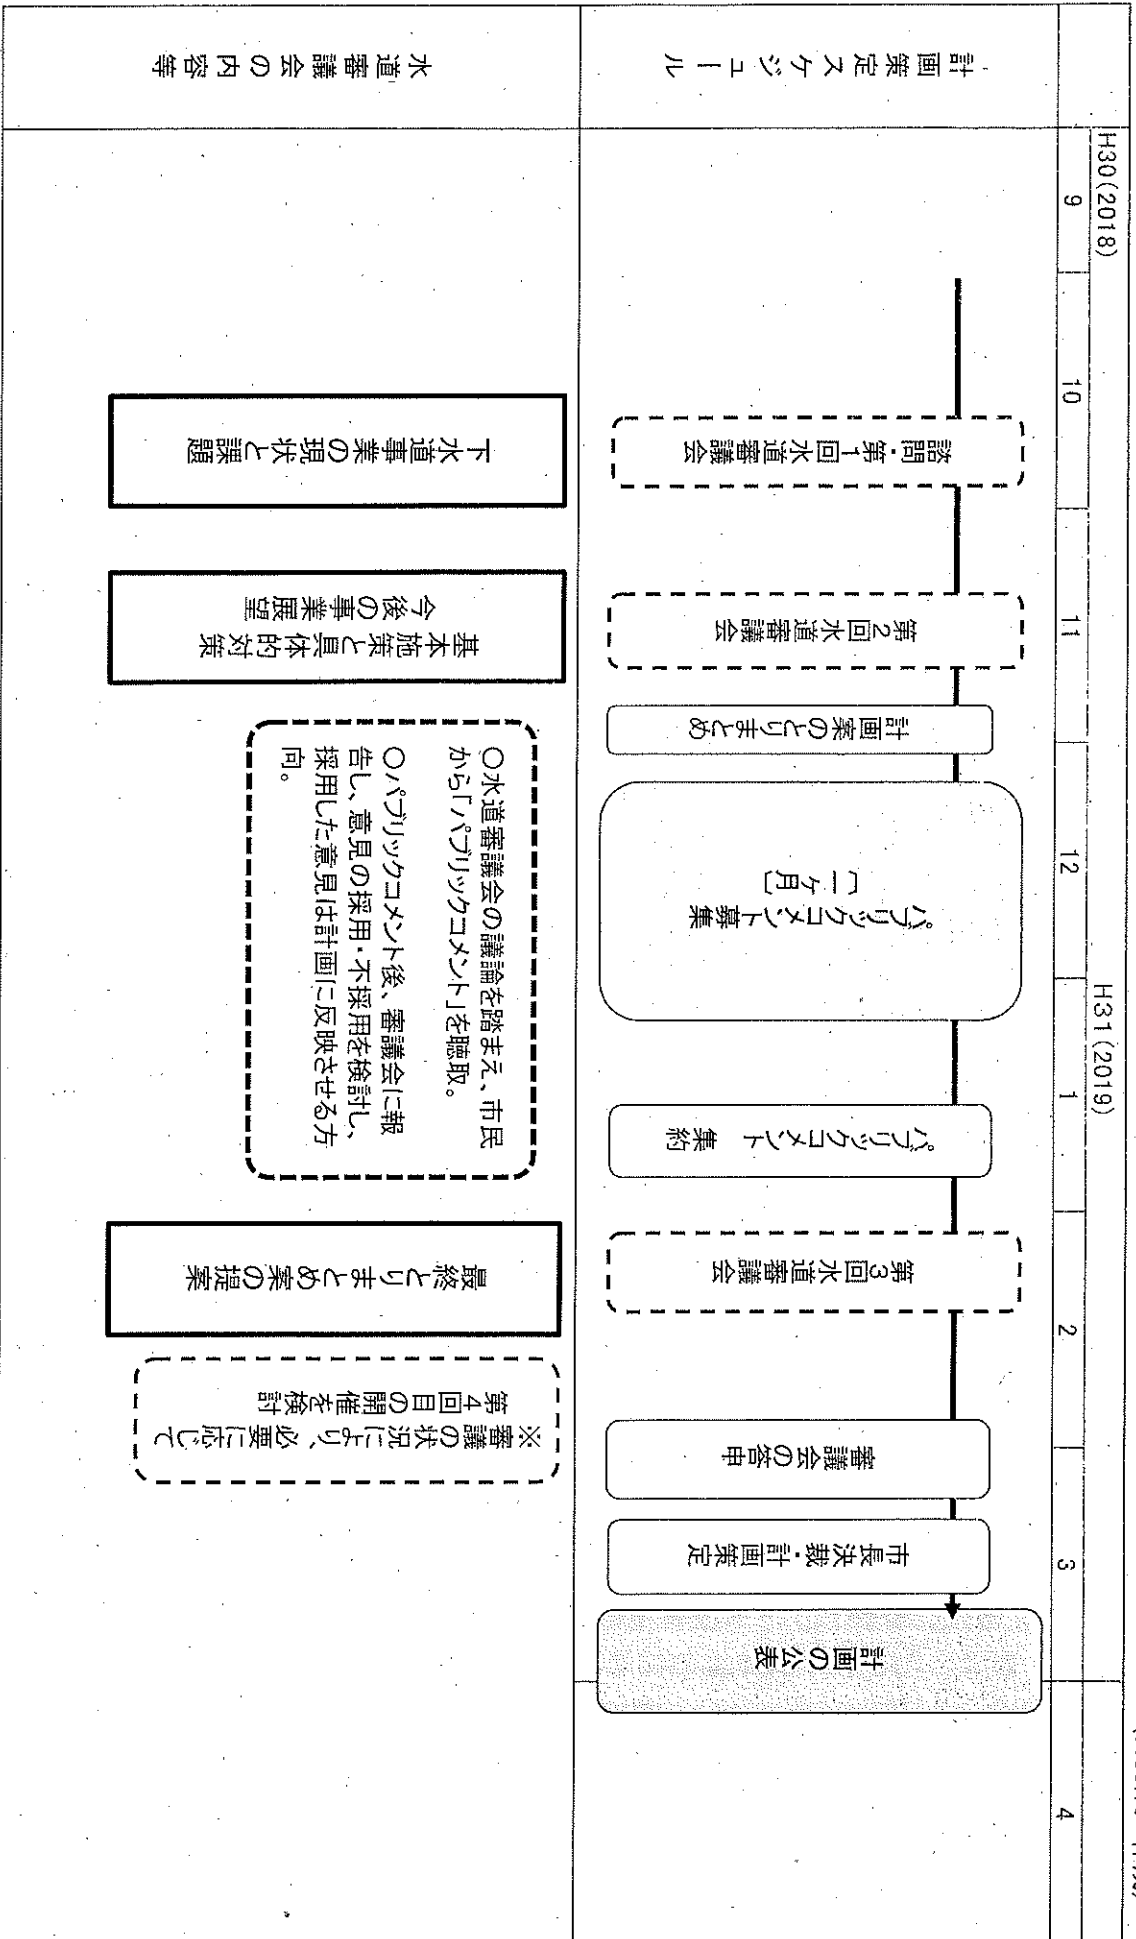 H30(2018)
H31(2019)
9
10
11
12
1
2
3
4
計画策定スケジュール
諮問・第1回水道審議会
第2回水道審議会
計画案のとりまとめ
パブリックコメント募集
〔一ヶ月〕
パブリックコメント 集約
第3回水道審議会
審議会の答申
市長決裁・計画策定
計画の公表
水道審議会の内容等
下水道事業の現状と課題
基本施策と具体的対策
今後の事業展望
○水道審議会の議論を踏まえ、市民
から「パブリックコメント」を聴取。
○パブリックコメント後、審議会に報
告し、意見の採用・不採用を検討し、
採用した意見は計画に反映させる方
向。
最終とりまとめ案の提案
※審議の状況により、必要に応じて
第4回目の開催を検討